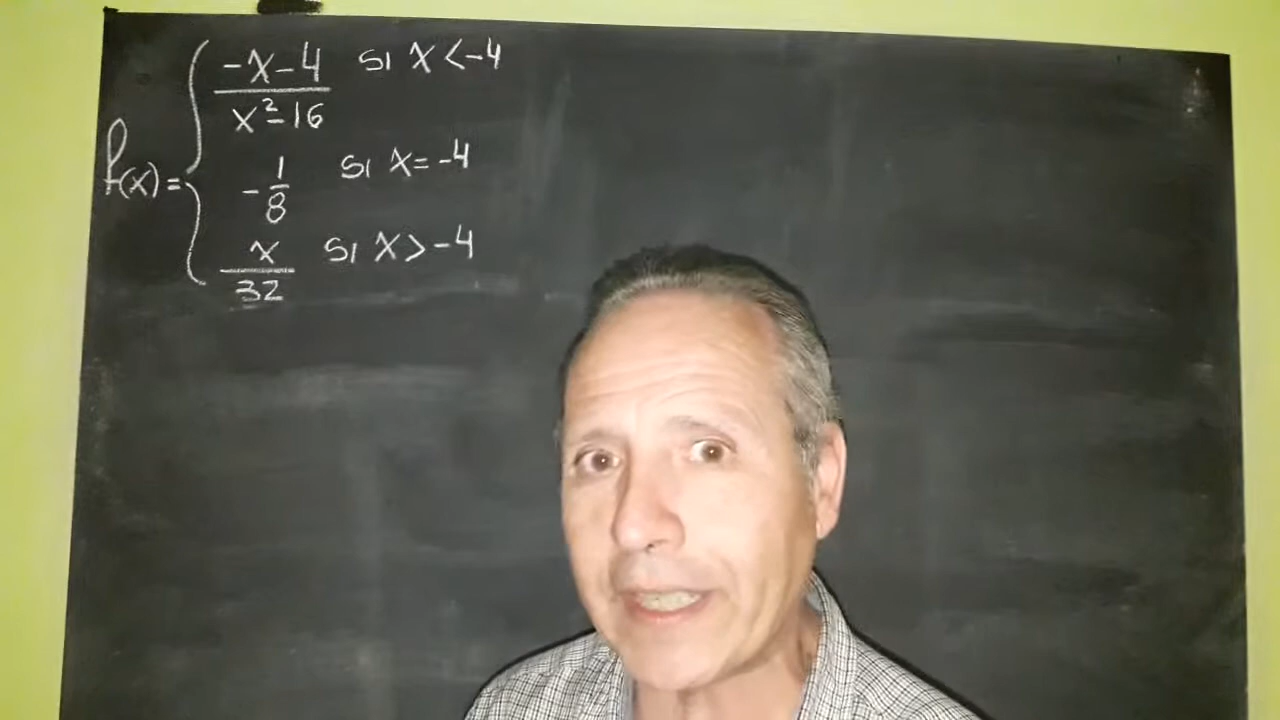 -x-4 si x<-4
x²-16
f(x)= -1/8 si x=-4
x si x>-4
32